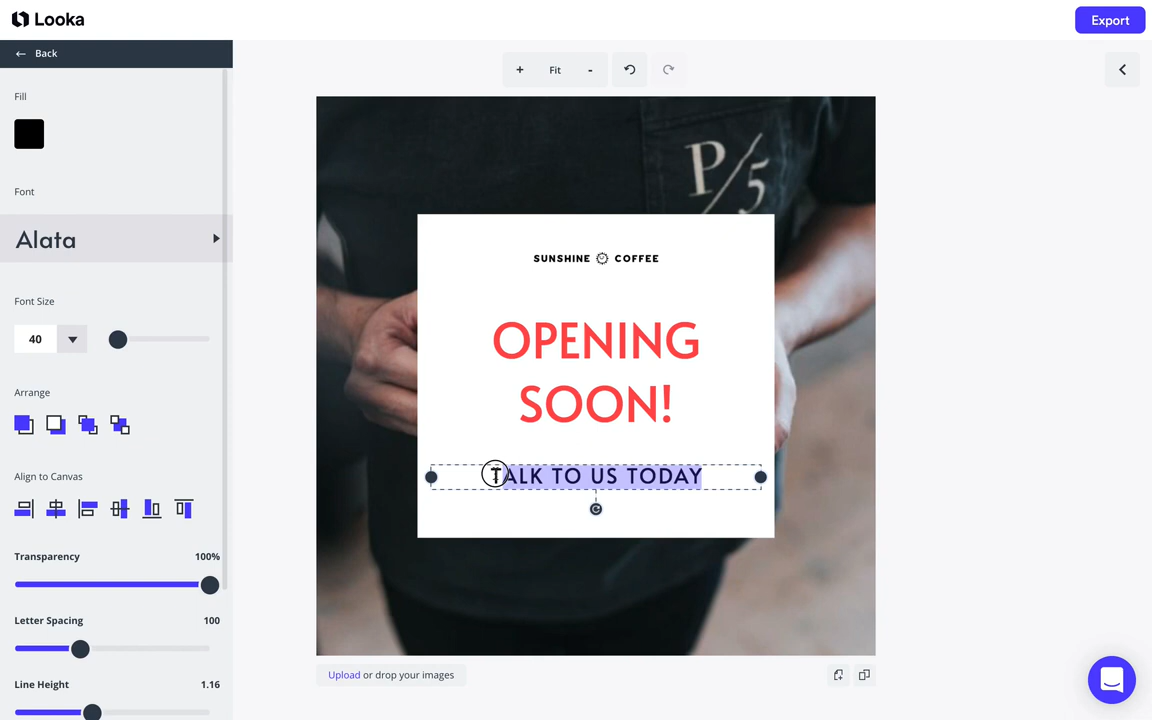 Looka
Export
Back
+ Fit -
Fill
Font
Alata
Font Size
40
Arrange
Align to Canvas
Transparency 100%
Letter Spacing 100
Line Height 1.16
P/5
SUNSHINE COFFEE
OPENING
SOON!
TALK TO US TODAY
Upload or drop your images